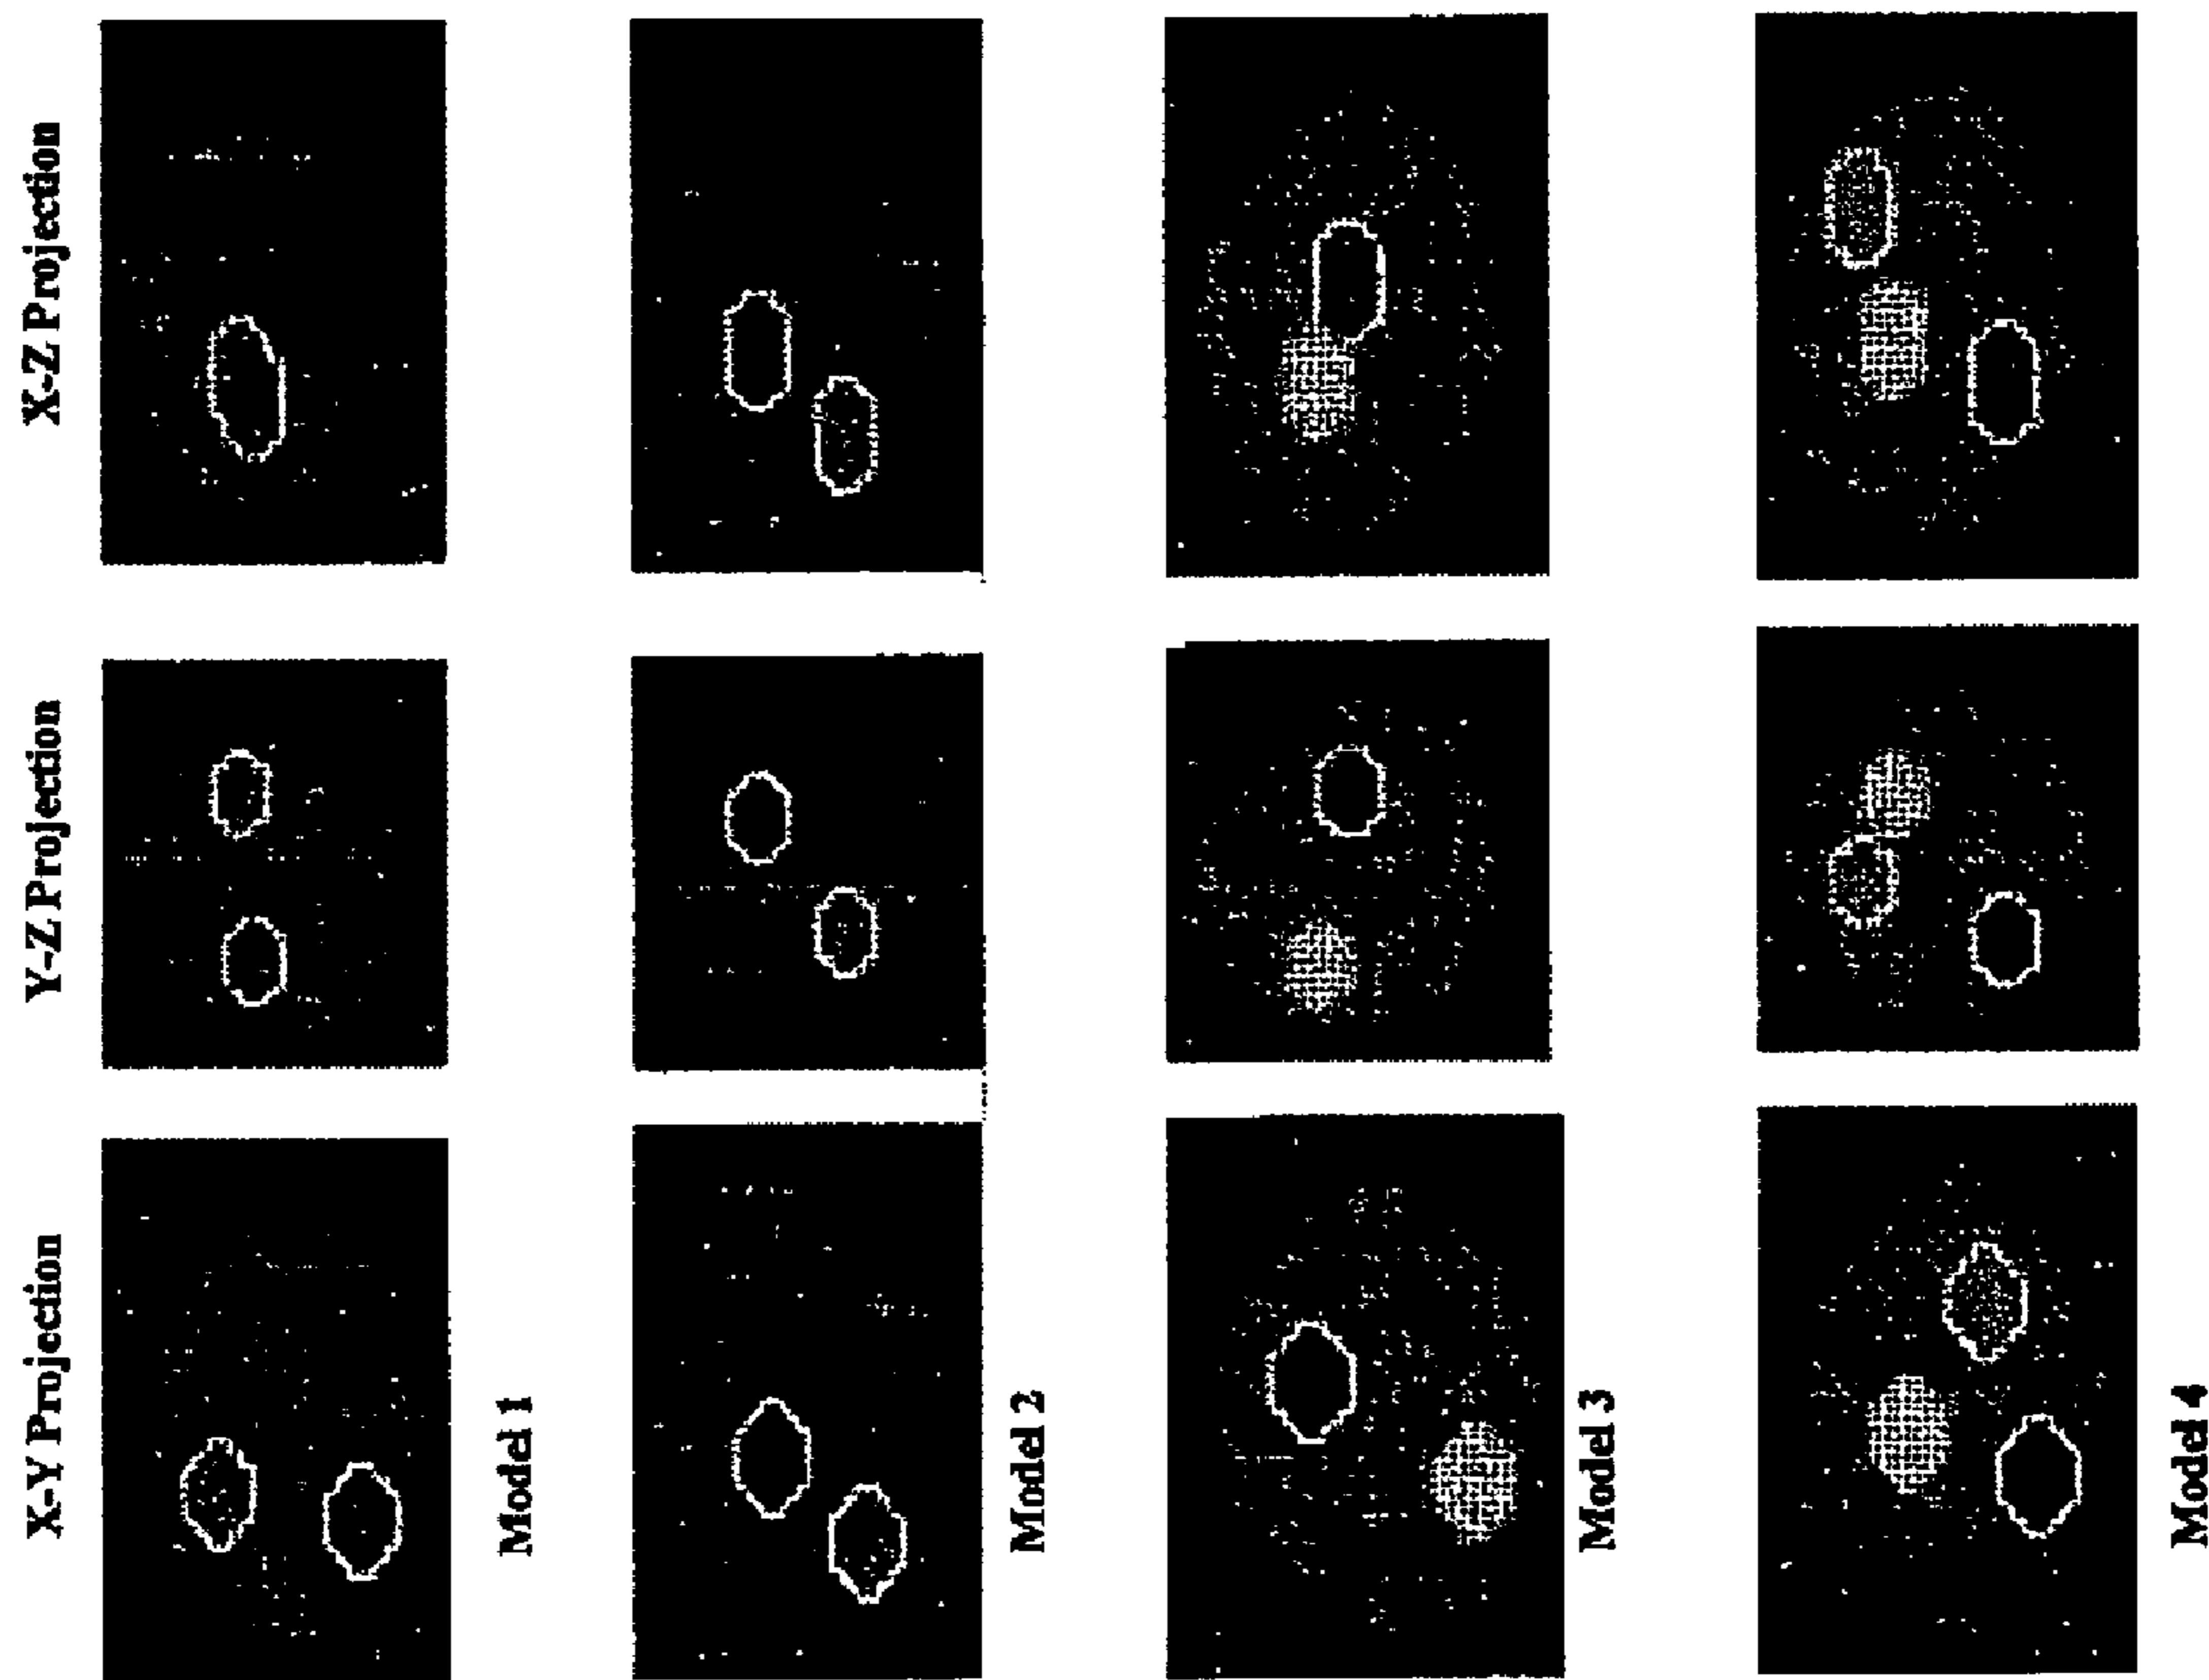 X-Y Projection
Y-Z Projection
X-Z Projection
Model 1
Model 2
Model 3
Model 4